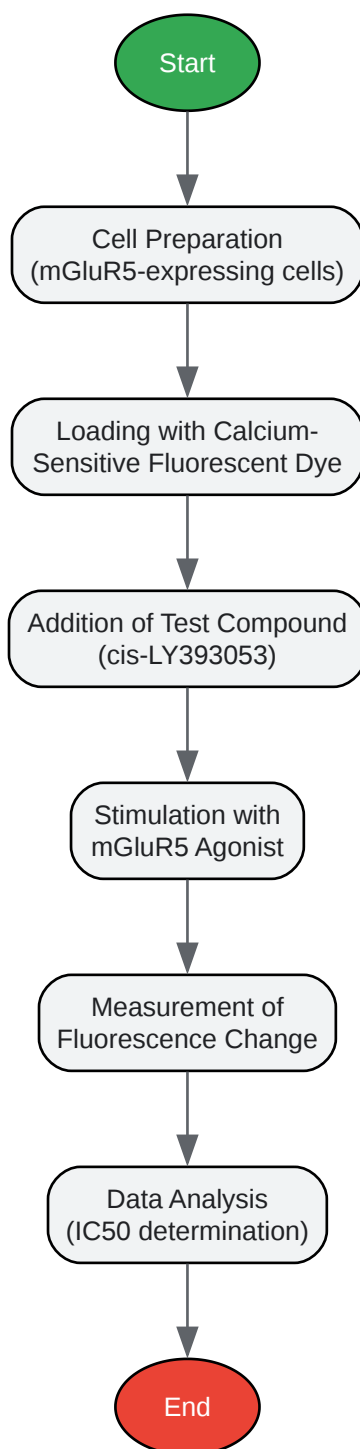 Start
Cell Preparation
(mGluR5-expressing cells)
Loading with Calcium-
Sensitive Fluorescent Dye
Addition of Test Compound
(cis-LY393053)
Stimulation with
mGluR5 Agonist
Measurement of
Fluorescence Change
Data Analysis
(IC50 determination)
End